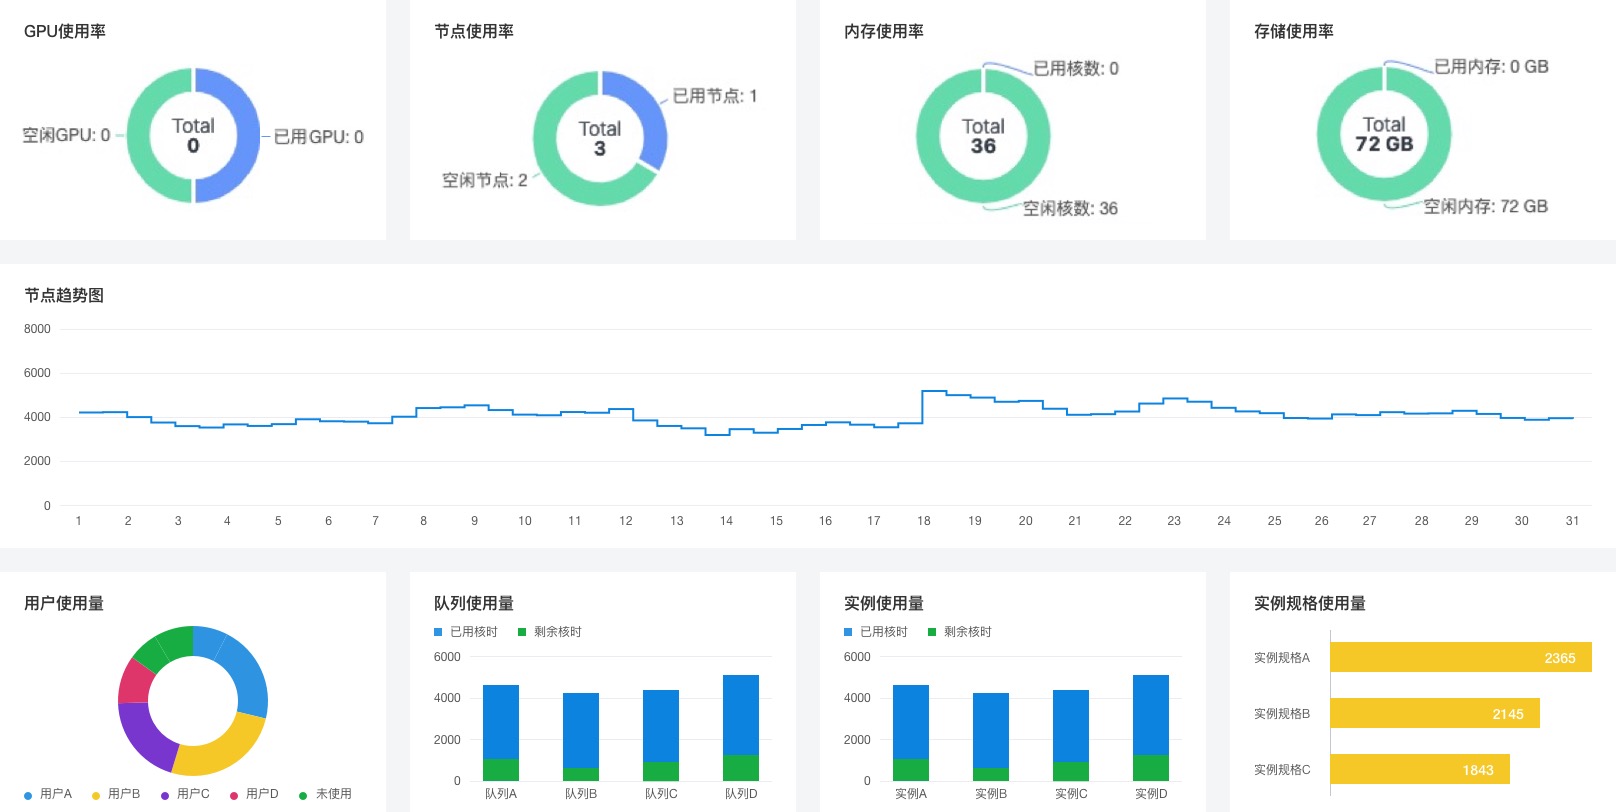 GPU使用率
空闲GPU: 0
Total
0
已用GPU: 0
节点使用率
已用节点: 1
Total
3
空闲节点: 2
内存使用率
已用核数: 0
Total
36
空闲核数: 36
存储使用率
已用内存: 0 GB
Total
72 GB
空闲内存: 72 GB
节点趋势图
8000
6000
4000
2000
0
1 2 3 4 5 6 7 8 9 10 11 12 13 14 15 16 17 18 19 20 21 22 23 24 25 26 27 28 29 30 31
用户使用量
用户A 用户B 用户C 用户D 未使用
队列使用量
已用核时 剩余核时
6000
4000
2000
0
队列A 队列B 队列C 队列D
实例使用量
已用核时 剩余核时
6000
4000
2000
0
实例A 实例B 实例C 实例D
实例规格使用量
实例规格A 2365
实例规格B 2145
实例规格C 1843